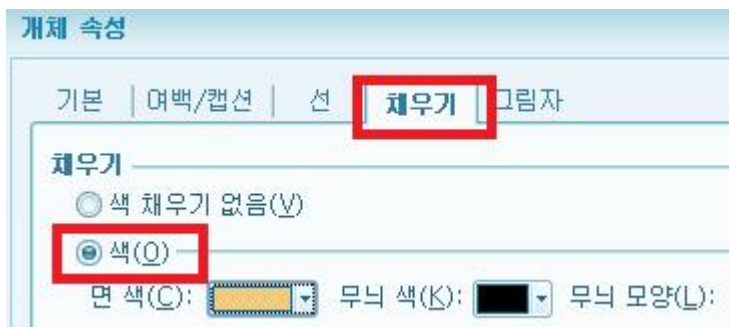 개체 속성
기본 여백/캡션 선 채우기 그림자
채우기
색 채우기 없음(V)
색(O)
면 색(C): 무늬 색(K): 무늬 모양(L):